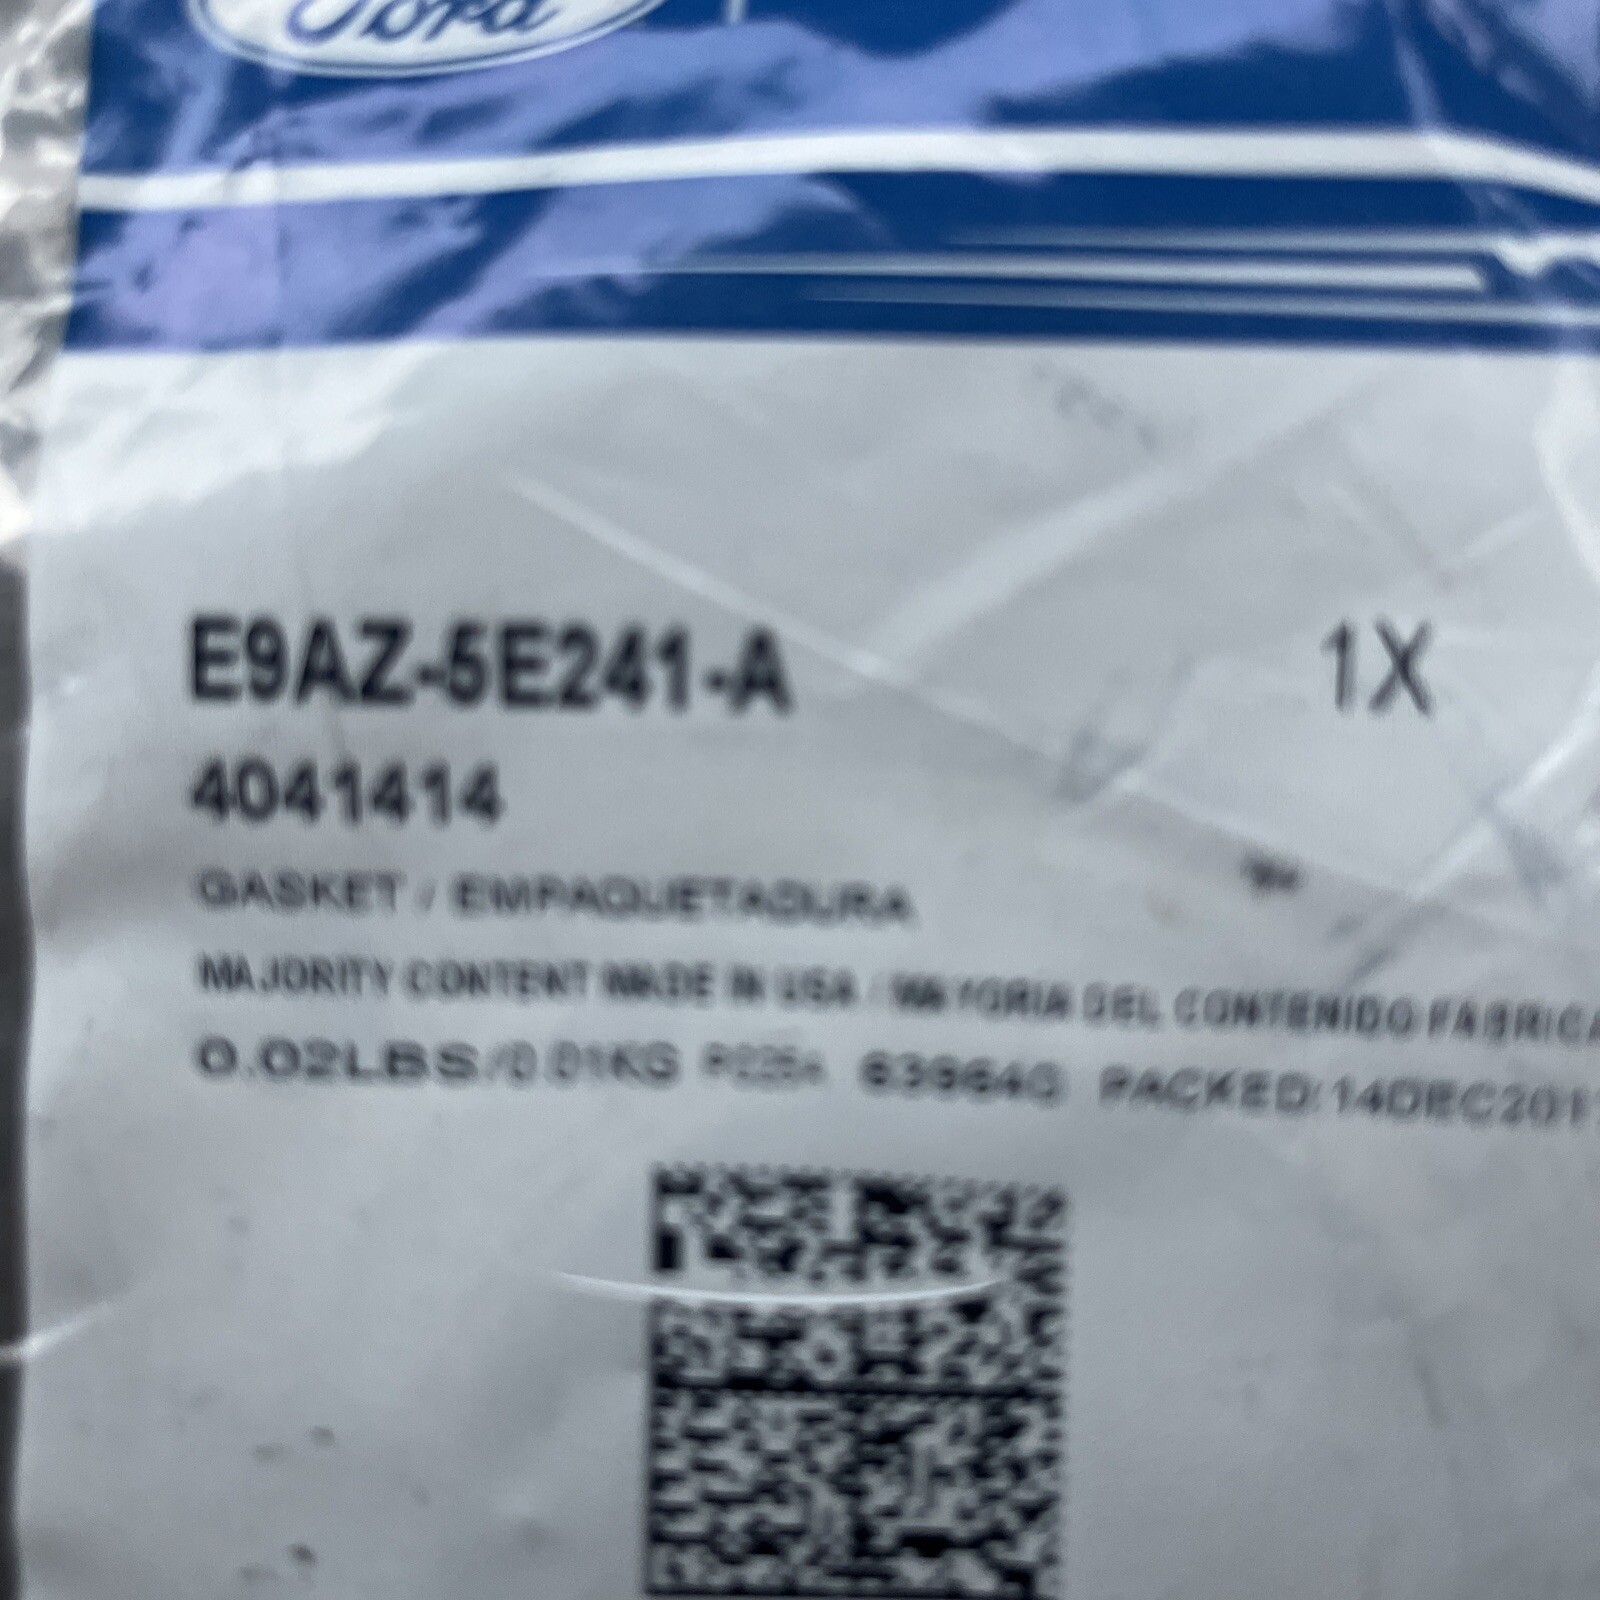 Ford
E9AZ-5E241-A 1X
4041414
GASKET / EMPAQUETADURA
MAJORITY CONTENT MADE IN USA / MAYORIA DEL CONTENIDO FABRICA
0.02LBS/0.01KG PACKED:14DEC201